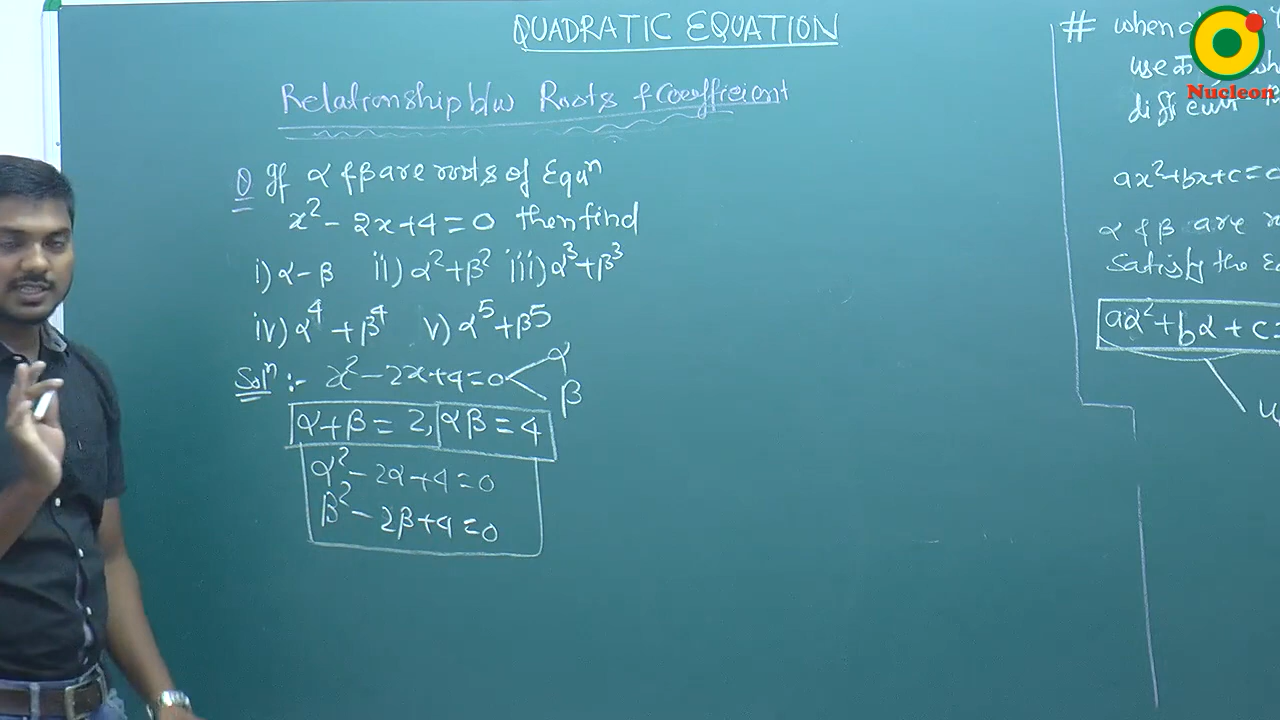 QUADRATIC EQUATION
Relationship b/w Roots & Coefficient
Q If α & β are roots of Equⁿ
x² - 2x + 4 = 0 then find
i) α - β ii) α² + β² iii) α³ + β³
iv) α⁴ + β⁴ v) α⁵ + β⁵
Solⁿ :- x² - 2x + 4 = 0 α
β
α + β = 2, αβ = 4
α² - 2α + 4 = 0
β² - 2β + 4 = 0
# when
use
diff
ax² + bx + c =
α & β are
satisfy the
aα² + bα + c =
Nucleon